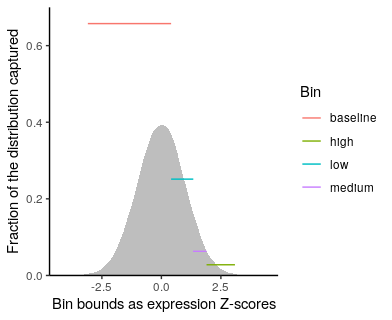 Fraction of the distribution captured
0.6
0.4
0.2
0.0
-2.5
0.0
2.5
Bin bounds as expression Z-scores
Bin
baseline
high
low
medium